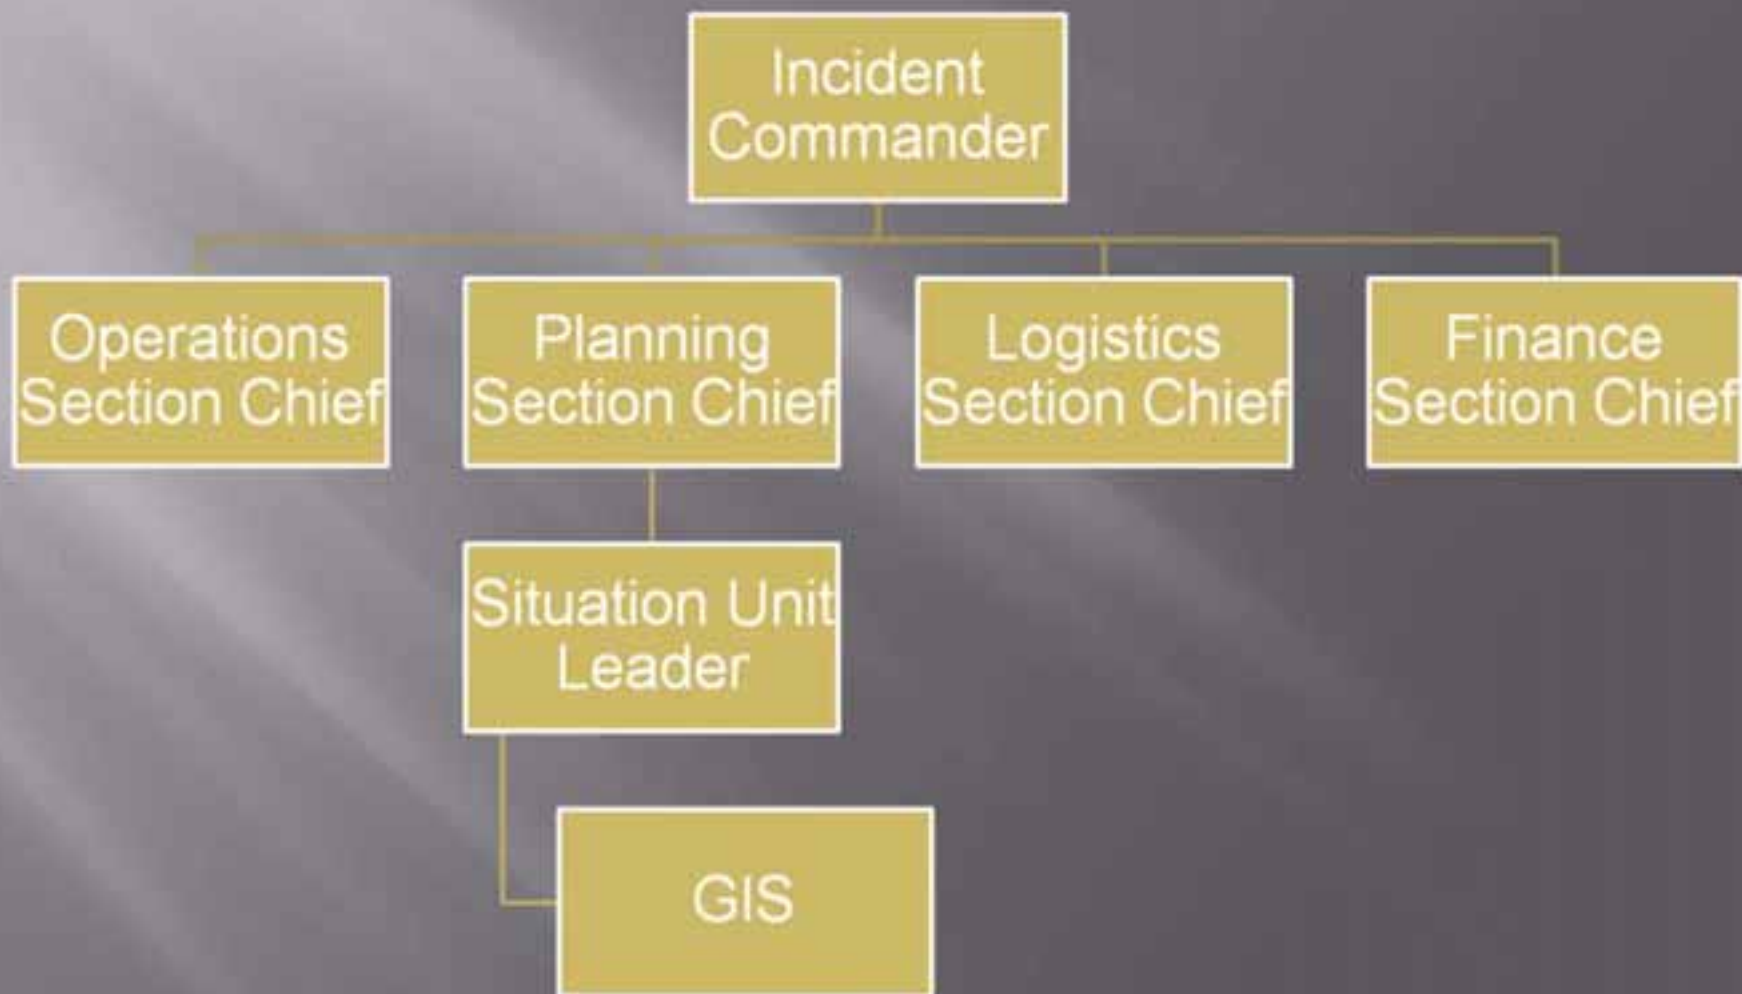 Incident
Commander
Operations
Section Chief
Planning
Section Chief
Logistics
Section Chief
Finance
Section Chief
Situation Unit
Leader
GIS